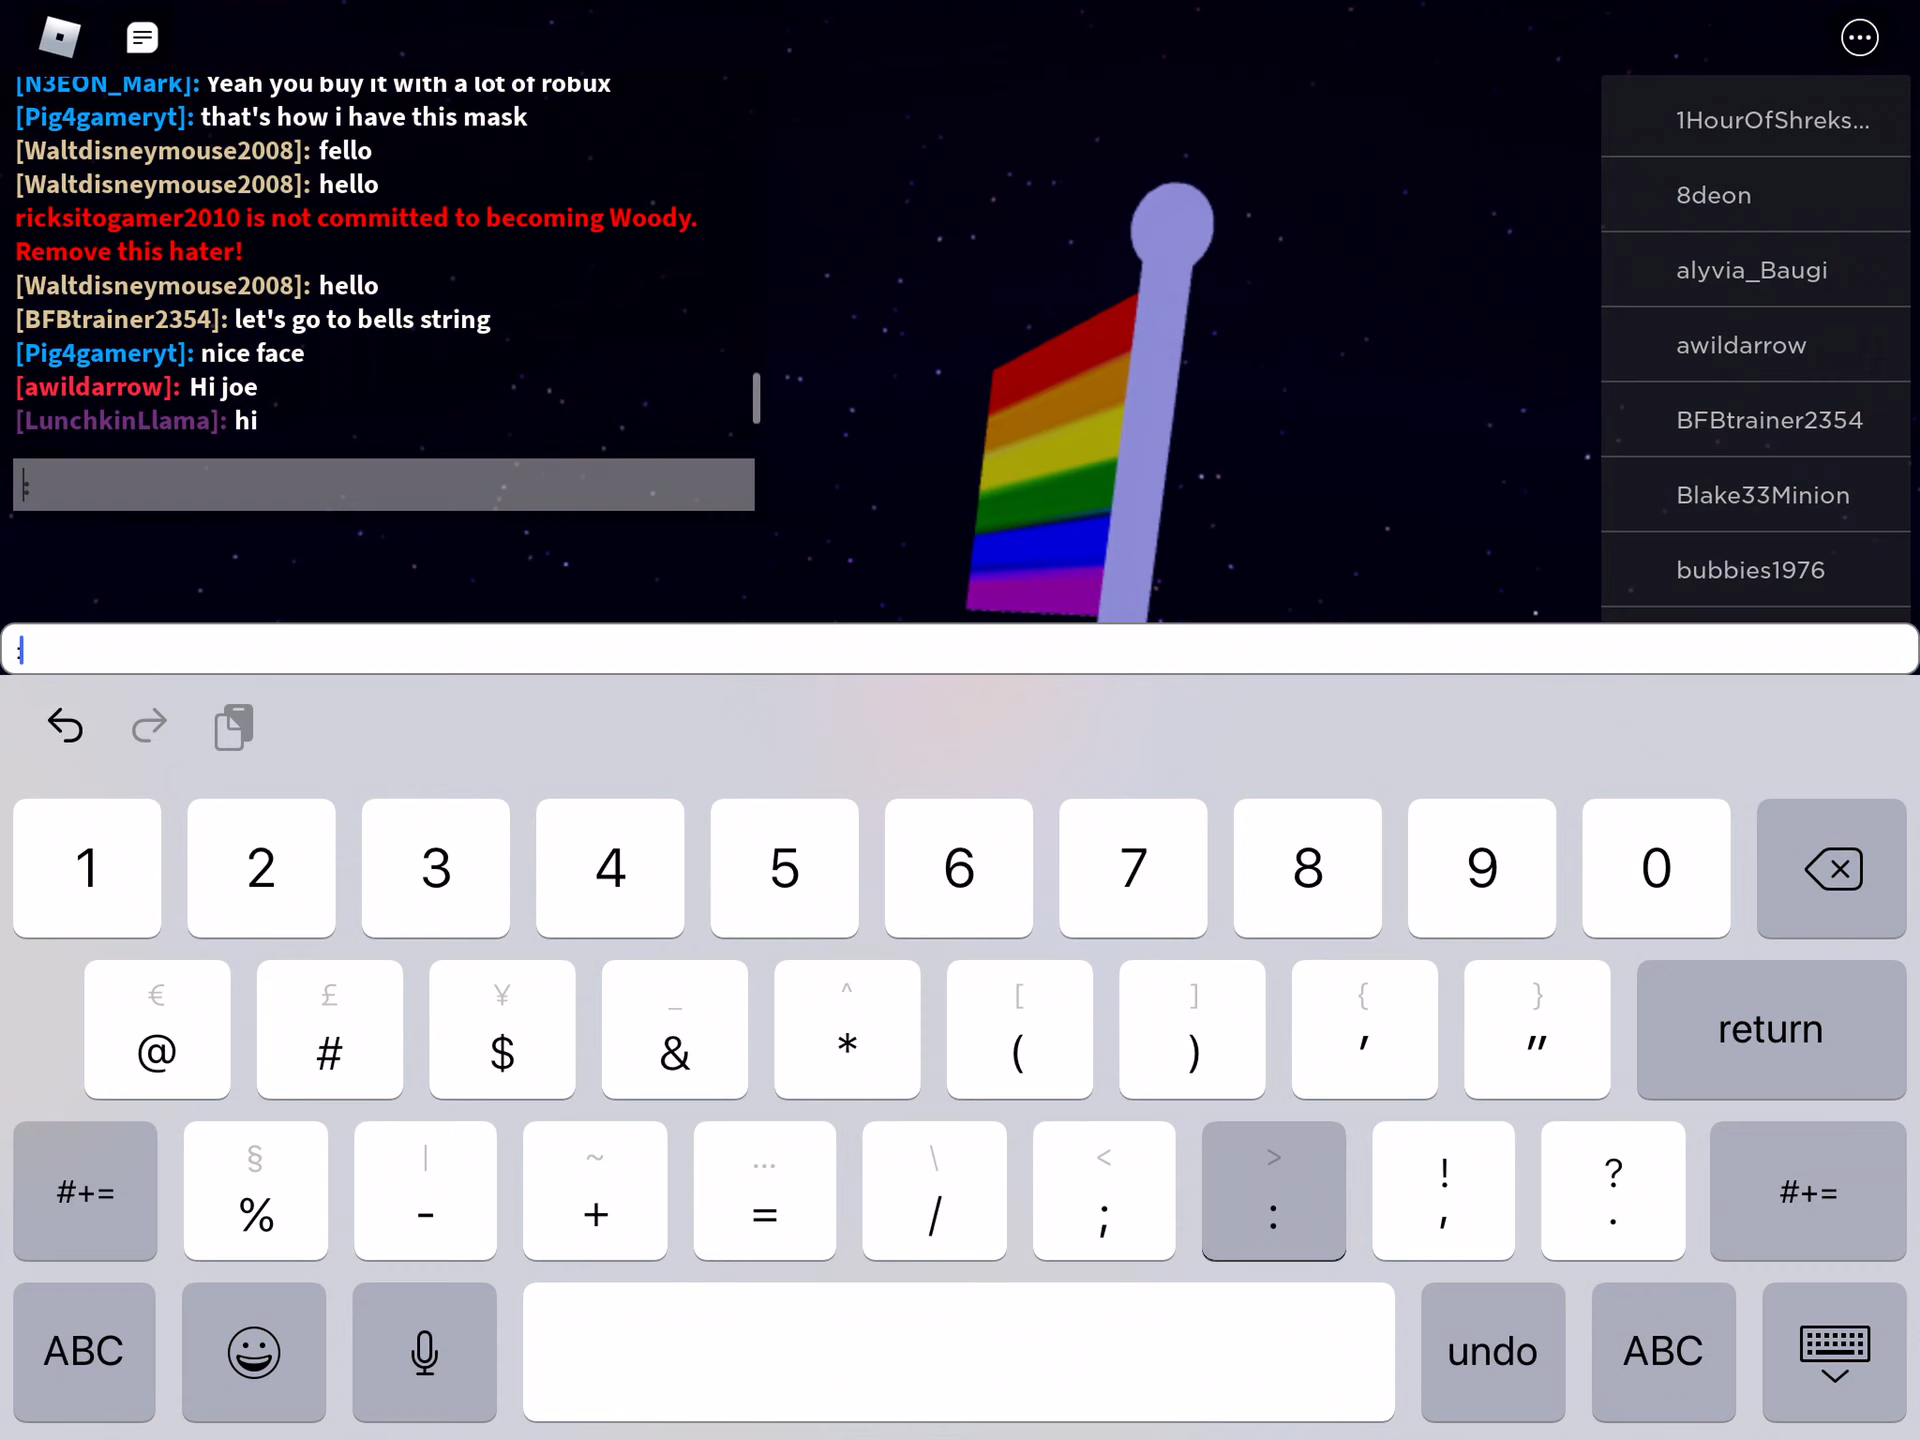 [N3EON_Mark]: Yeah you buy it with a lot of robux
[Pig4gameryt]: that's how i have this mask
[Waltdisneymouse2008]: fello
[Waltdisneymouse2008]: hello
ricksitogamer2010 is not committed to becoming Woody.
Remove this hater!
[Waltdisneymouse2008]: hello
[BFBtrainer2354]: let's go to bells string
[Pig4gameryt]: nice face
[awildarrow]: Hi joe
[LunchkinLlama]: hi
:
1HourOfShreks...
8deon
alyvia_Baugi
awildarrow
BFBtrainer2354
Blake33Minion
bubbies1976
:
1 2 3 4 5 6 7 8 9 0
€ £ ¥ _ ^ [ ] { }
@ # $ & * ( ) ' " return
§ | ~ … \ < > ! ?
#+= % - + = / ; : , . #+=
ABC undo ABC